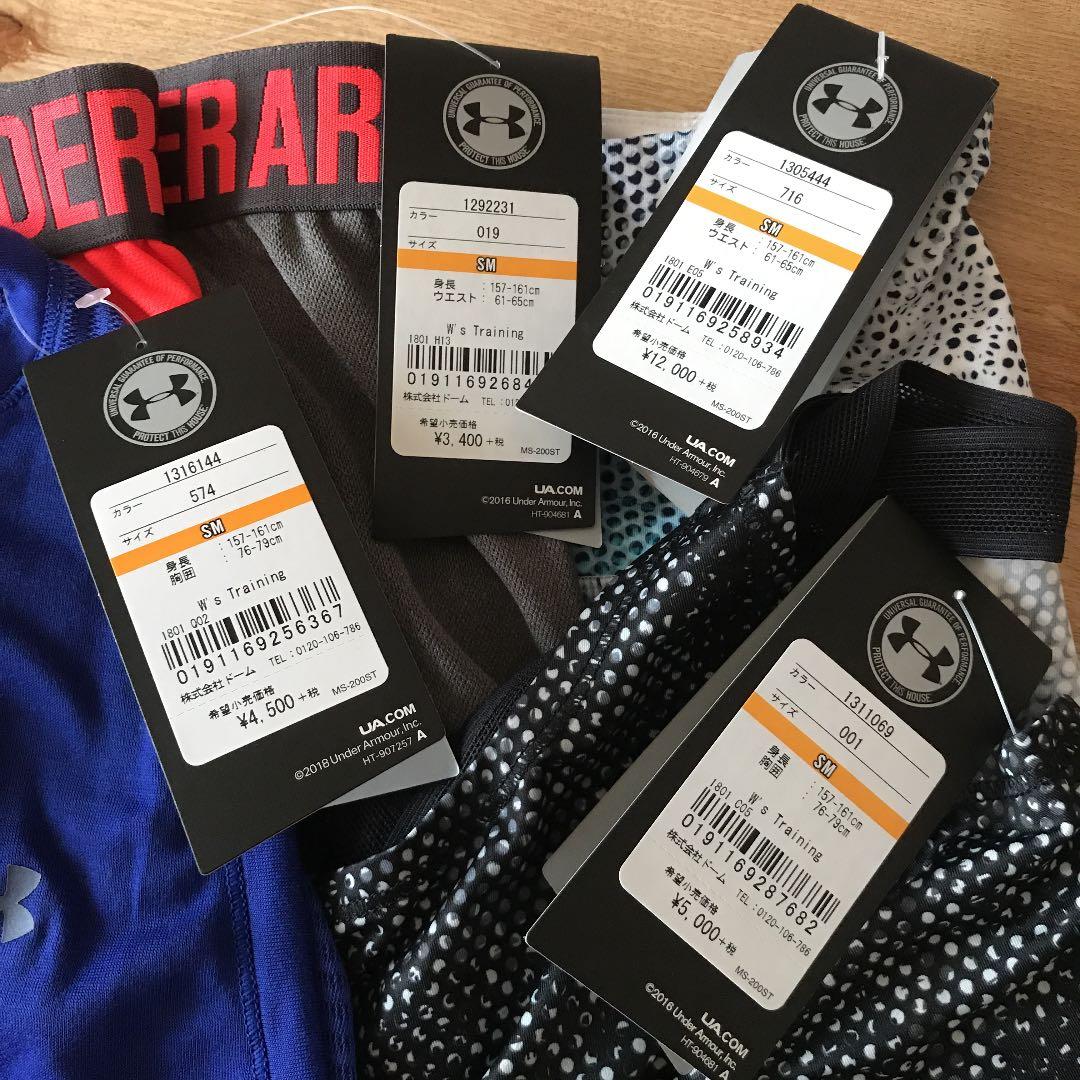 DER
ER AR
UNIVERSAL GUARANTEE OF PERFORMANCE
PROTECT THIS HOUSE
1292231
カラー
019
サイズ
SM
身長 : 157-161cm
ウエスト : 61-65cm
W's Training
1801 H13
01911692684
株式会社ドーム TEL:012
希望小売価格
¥3,400+税
MS-200ST
UA.COM
©2016 Under Armour, Inc.
HT-904681 A
UNIVERSAL GUARANTEE OF PERFORMANCE
PROTECT THIS HOUSE
1305444
カラー
716
サイズ
SM
身長 : 157-161cm
ウエスト : 61-65cm
W's Training
1801 E05
0191169258934
株式会社ドーム TEL:0120-106-786
希望小売価格
¥12,000+税
MS-200ST
UA.COM
©2016 Under Armour, Inc.
HT-904679 A
UNIVERSAL GUARANTEE OF PERFORMANCE
PROTECT THIS HOUSE
1316144
カラー
574
サイズ
SM
身長 : 157-161cm
胸囲 : 76-79cm
W's Training
1801 Q02
0191169256367
株式会社ドーム TEL:0120-106-786
希望小売価格
¥4,500+税
MS-200ST
UA.COM
©2018 Under Armour, Inc.
HT-907257 A
UNIVERSAL GUARANTEE OF PERFORMANCE
PROTECT THIS HOUSE
1311069
カラー
001
サイズ
SM
身長 : 157-161cm
胸囲 : 76-79cm
W's Training
1801 C05
0191169287682
株式会社ドーム TEL:0120-106-786
希望小売価格
¥5,000+税
MS-200ST
UA.COM
©2016 Under Armour, Inc.
HT-904681 A